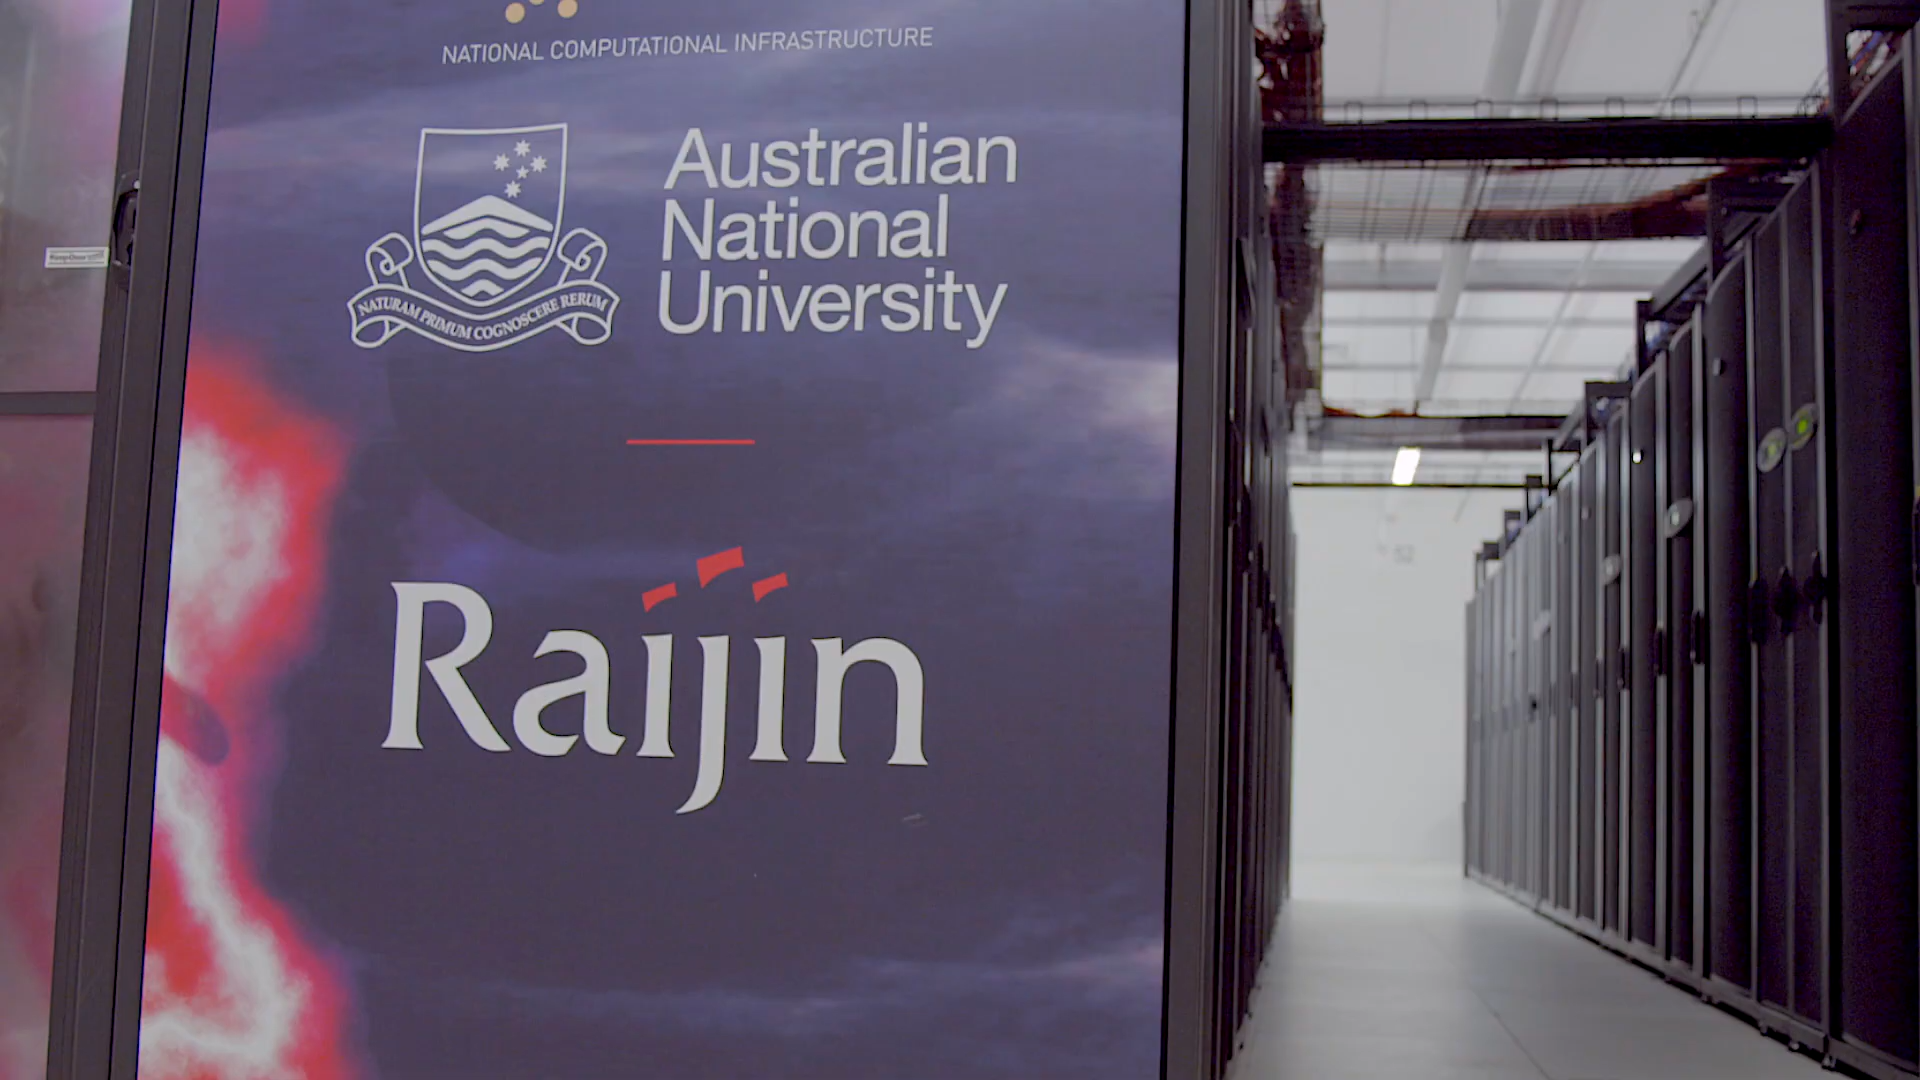 NATIONAL COMPUTATIONAL INFRASTRUCTURE
Australian
National
University
NATURAM PRIMUM COGNOSCERE RERUM
Raijin